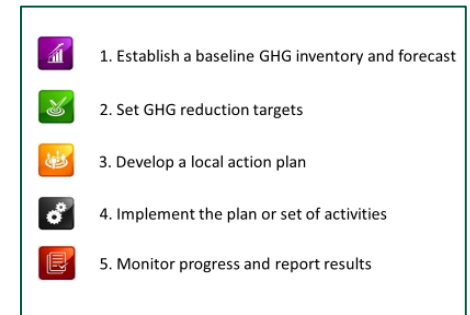 1. Establish a baseline GHG inventory and forecast
2. Set GHG reduction targets
3. Develop a local action plan
4. Implement the plan or set of activities
5. Monitor progress and report results